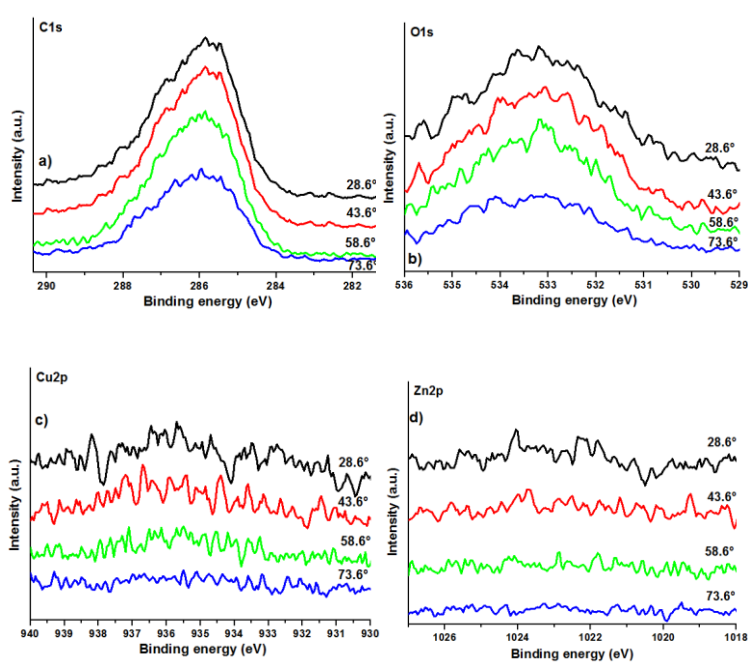 C1s
a)
Intensity (a.u.)
28.6°
43.6°
58.6°
73.6°
290 288 286 284 282
Binding energy (eV)
O1s
Intensity (a.u.)
28.6°
43.6°
58.6°
73.6°
b)
536 535 534 533 532 531 530 529
Binding energy (eV)
Cu2p
c)
Intensity (a.u.)
28.6°
43.6°
58.6°
73.6°
940 939 938 937 936 935 934 933 932 931 930
Binding energy (eV)
Zn2p
d)
Intensity (a.u.)
28.6°
43.6°
58.6°
73.6°
1026 1024 1022 1020 1018
Binding energy (eV)